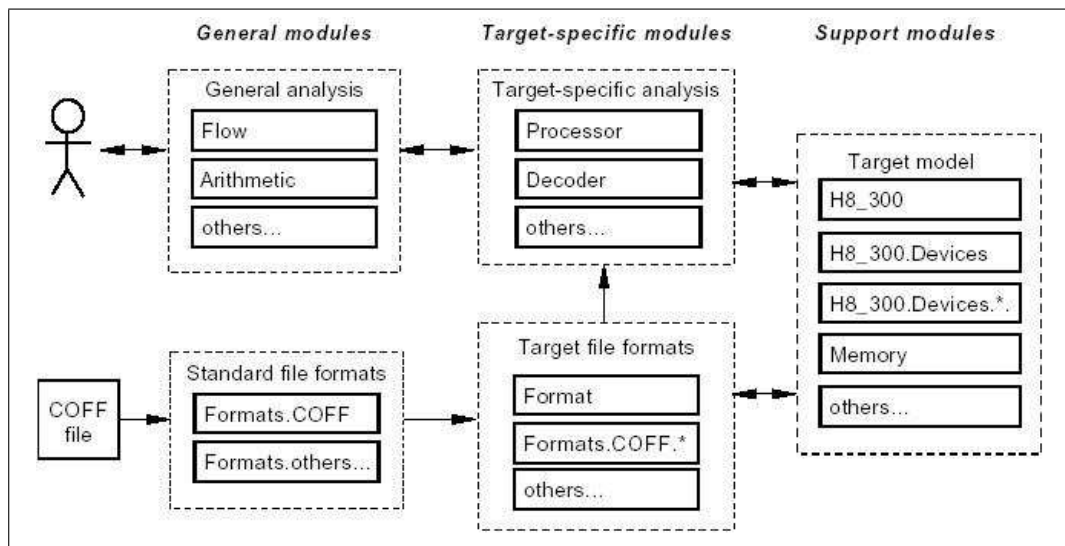 General modules
Target-specific modules
Support modules
General analysis
Flow
Arithmetic
others...
Target-specific analysis
Processor
Decoder
others...
Target model
H8_300
H8_300.Devices
H8_300.Devices.*.
Memory
others...
COFF
file
Standard file formats
Formats.COFF
Formats.others...
Target file formats
Format
Formats.COFF.*
others...